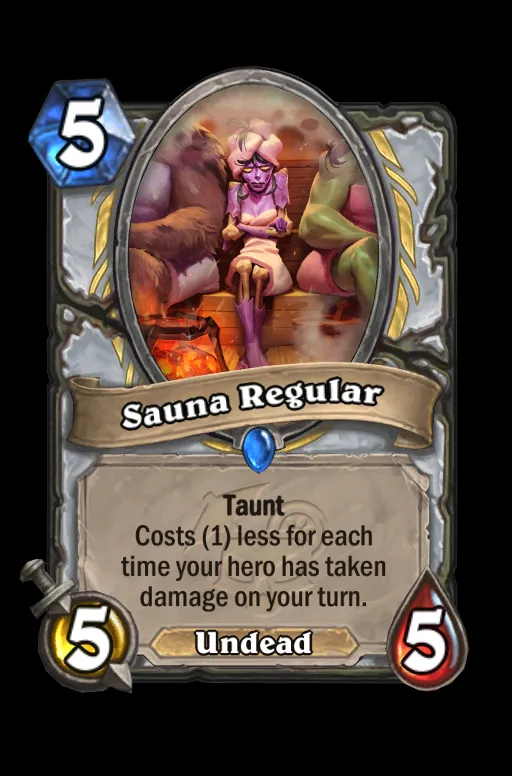 5
Sauna Regular
Taunt
Costs (1) less for each
time your hero has taken
damage on your turn.
5
Undead
5